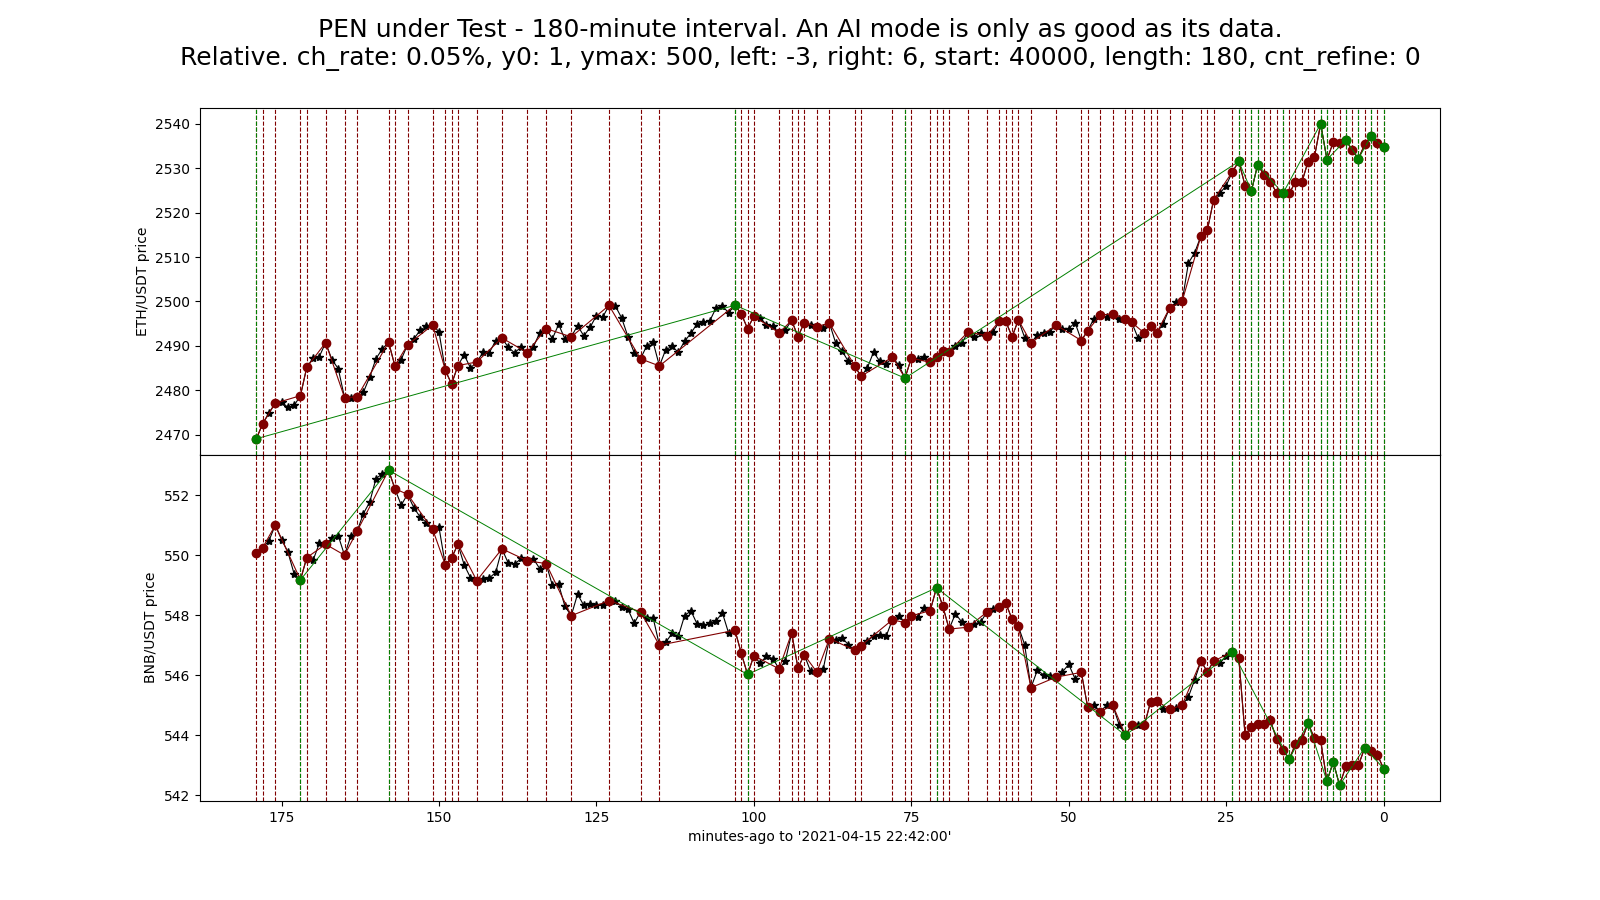 PEN under Test - 180-minute interval. An AI mode is only as good as its data.
Relative. ch_rate: 0.05%, y0: 1, ymax: 500, left: -3, right: 6, start: 40000, length: 180, cnt_refine: 0
2540
2530
2520
2510
2500
2490
2480
2470
ETH/USDT price
552
550
548
546
544
542
BNB/USDT price
175 150 125 100 75 50 25 0
minutes-ago to '2021-04-15 22:42:00'